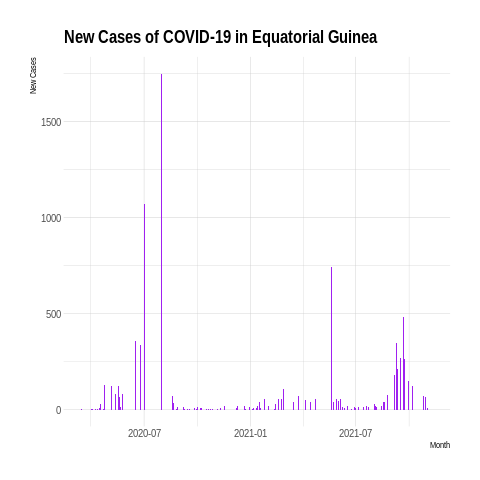 New Cases of COVID-19 in Equatorial Guinea
New Cases
1500
1000
500
0
2020-07 2021-01 2021-07
Month